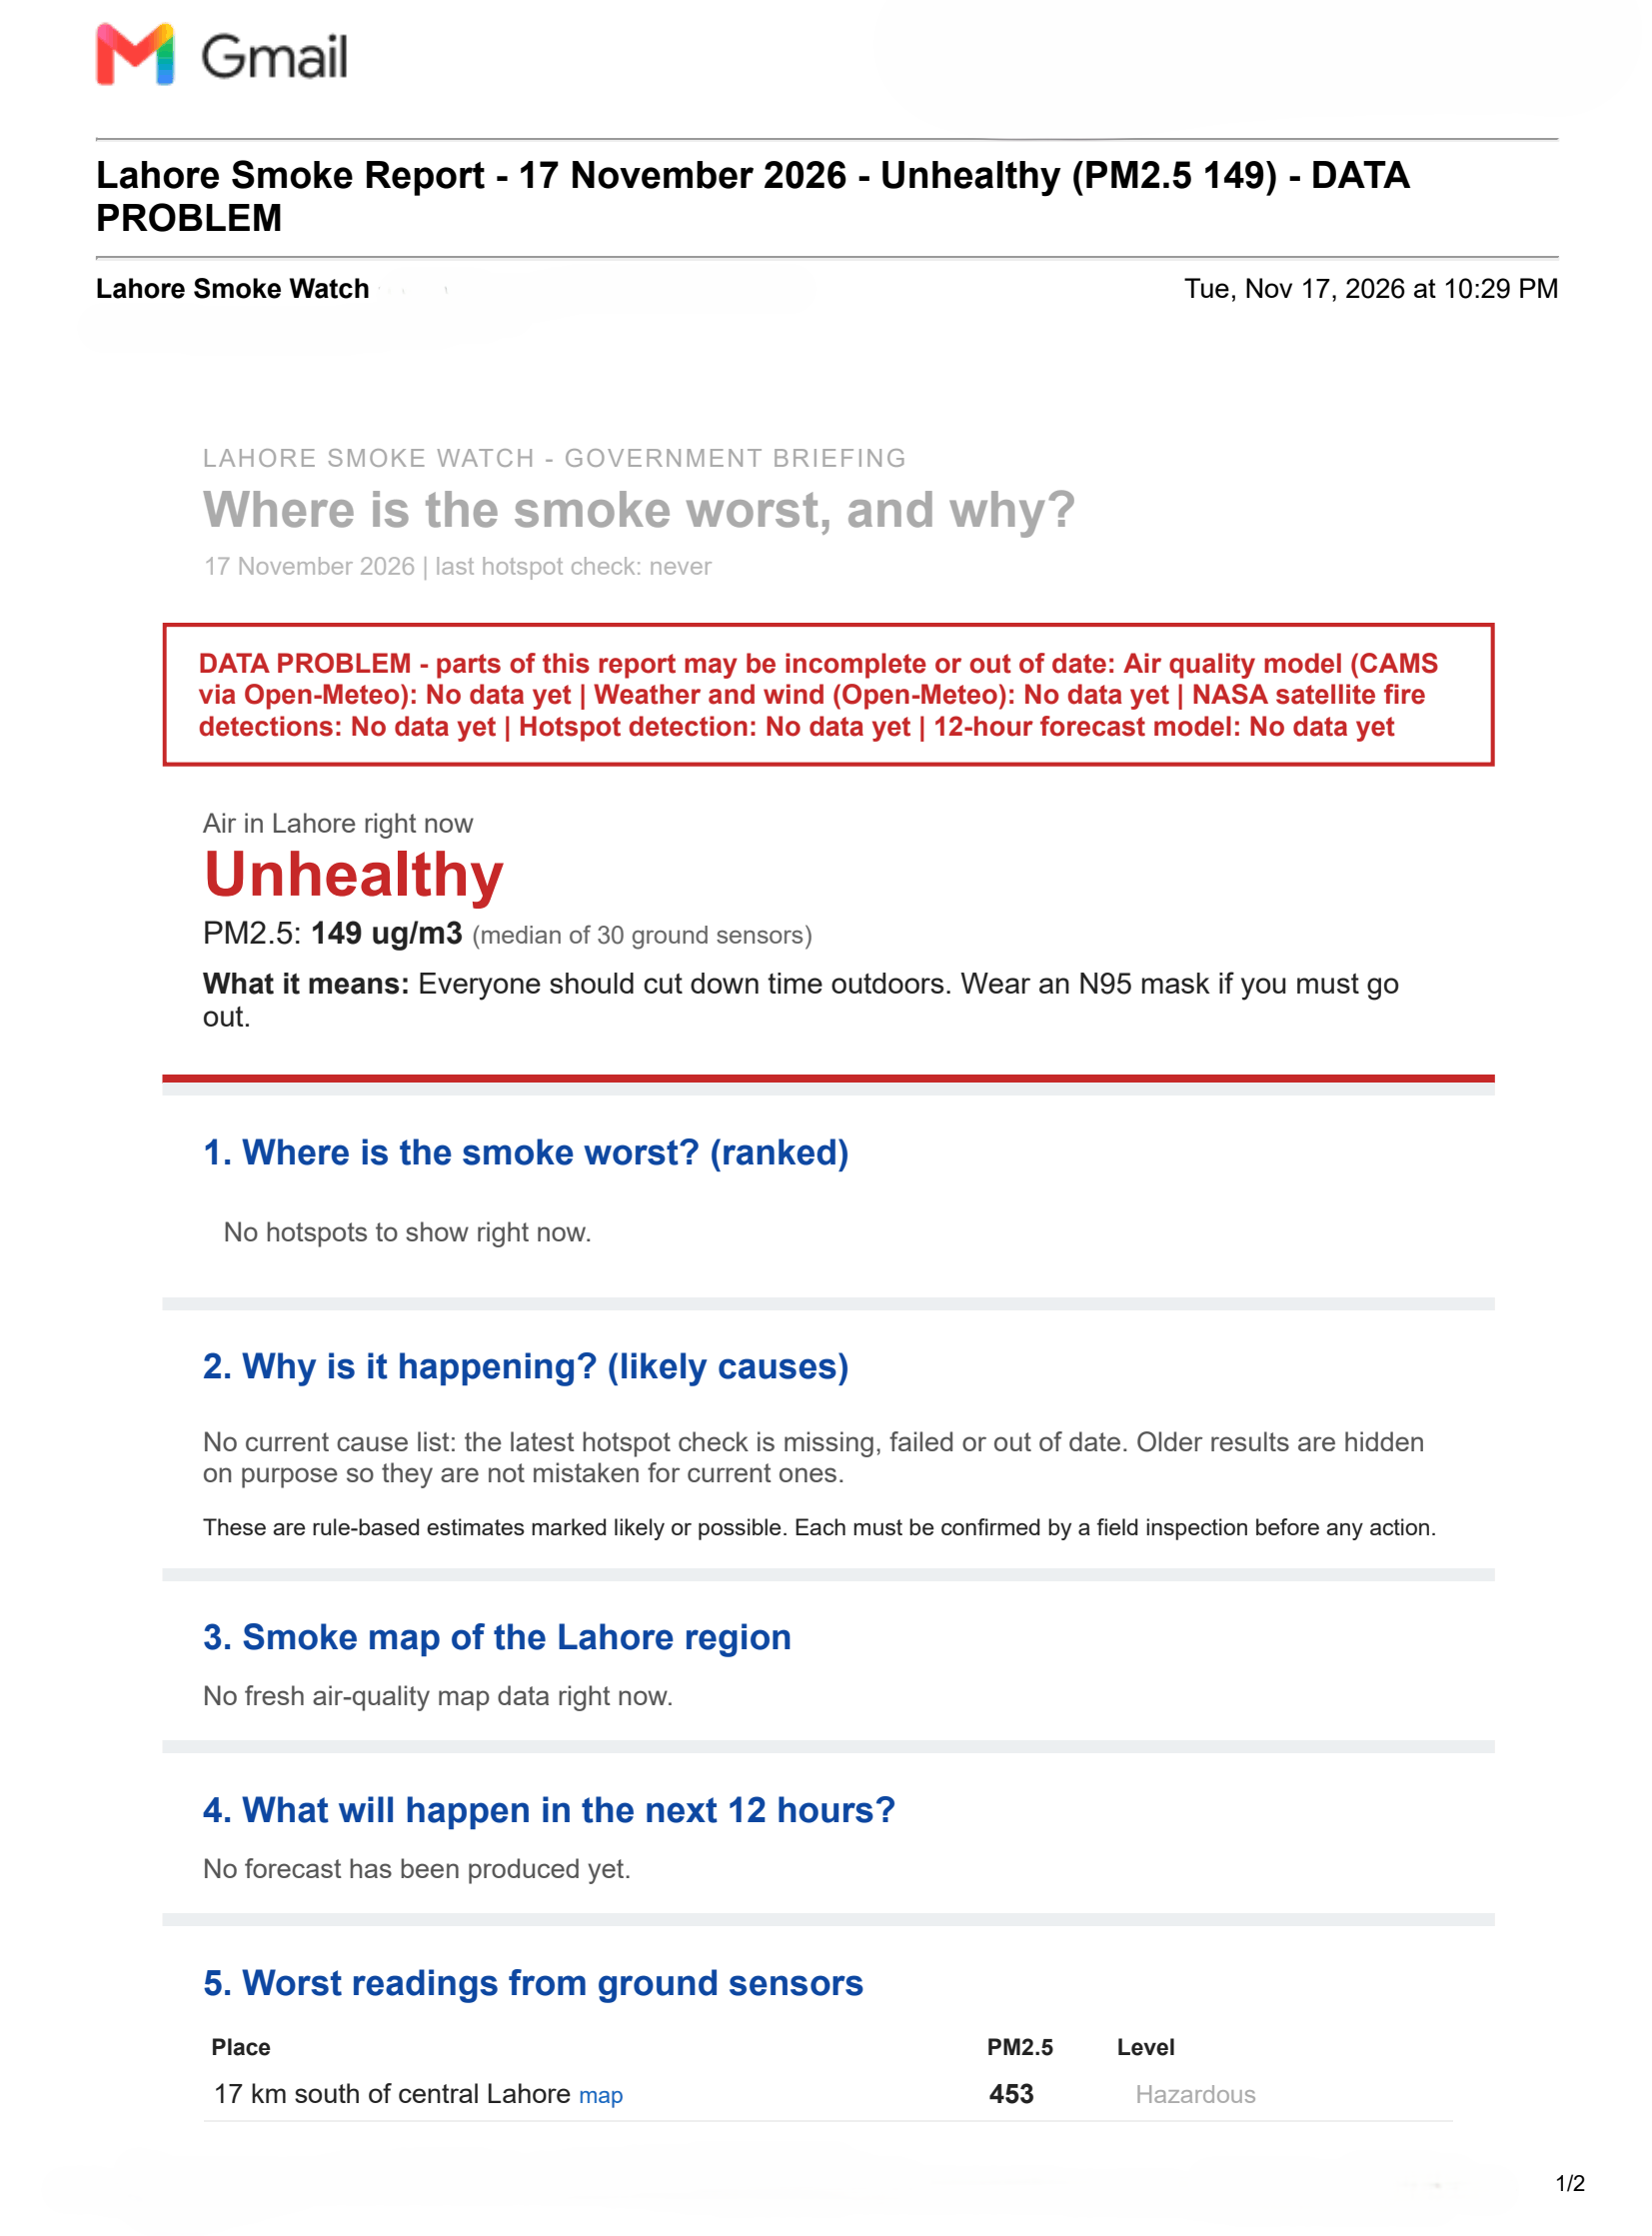 Gmail
Lahore Smoke Report - 17 November 2026 - Unhealthy (PM2.5 149) - DATA
PROBLEM
Lahore Smoke Watch
Tue, Nov 17, 2026 at 10:29 PM
LAHORE SMOKE WATCH - GOVERNMENT BRIEFING
Where is the smoke worst, and why?
17 November 2026 | last hotspot check: never
DATA PROBLEM - parts of this report may be incomplete or out of date: Air quality model (CAMS
via Open-Meteo): No data yet | Weather and wind (Open-Meteo): No data yet | NASA satellite fire
detections: No data yet | Hotspot detection: No data yet | 12-hour forecast model: No data yet
Air in Lahore right now
Unhealthy
PM2.5: 149 ug/m3 (median of 30 ground sensors)
What it means: Everyone should cut down time outdoors. Wear an N95 mask if you must go
out.
1. Where is the smoke worst? (ranked)
No hotspots to show right now.
2. Why is it happening? (likely causes)
No current cause list: the latest hotspot check is missing, failed or out of date. Older results are hidden
on purpose so they are not mistaken for current ones.
These are rule-based estimates marked likely or possible. Each must be confirmed by a field inspection before any action.
3. Smoke map of the Lahore region
No fresh air-quality map data right now.
4. What will happen in the next 12 hours?
No forecast has been produced yet.
5. Worst readings from ground sensors
Place PM2.5 Level
17 km south of central Lahore map 453 Hazardous
1/2